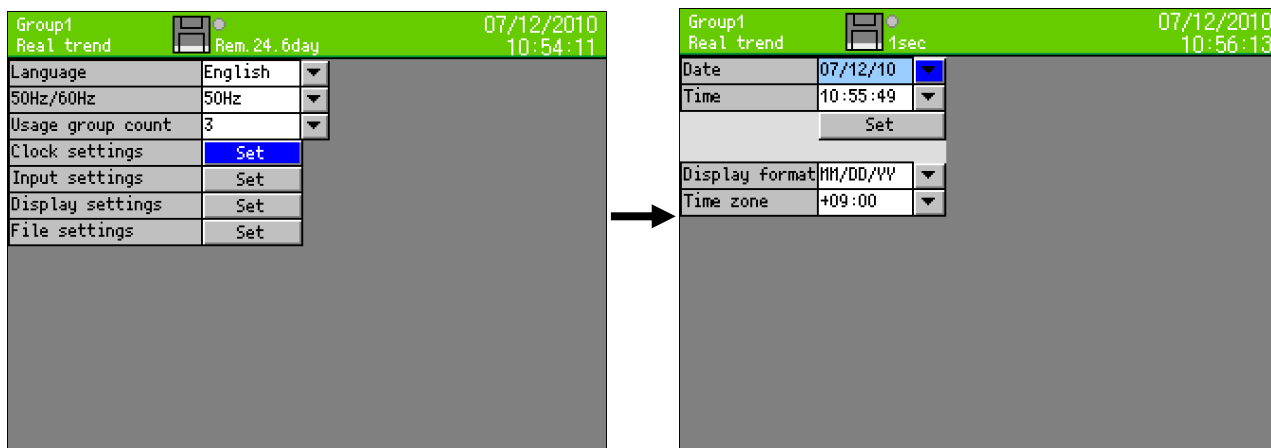 Group1
Real trend
Rem.24.6day
07/12/2010
10:54:11
Language English
50Hz/60Hz 50Hz
Usage group count 3
Clock settings Set
Input settings Set
Display settings Set
File settings Set
Group1
Real trend
1sec
07/12/2010
10:56:13
Date 07/12/10
Time 10:55:49
Set
Display format MM/DD/YY
Time zone +09:00